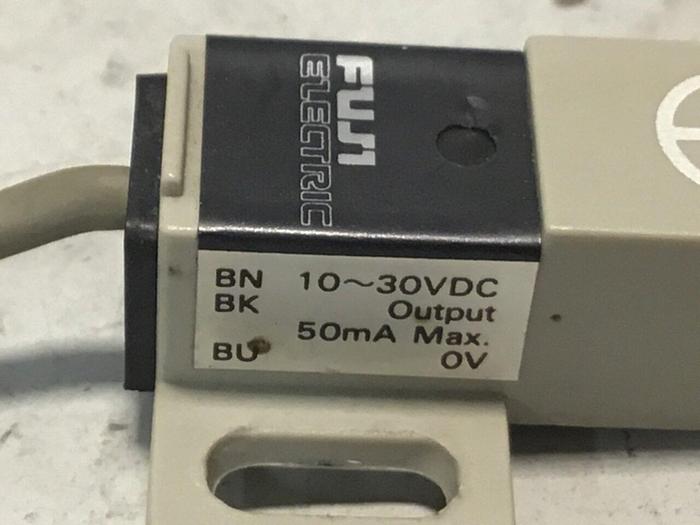 FUJI
ELECTRIC
BN 10~30VDC
BK Output
50mA Max.
BU 0V